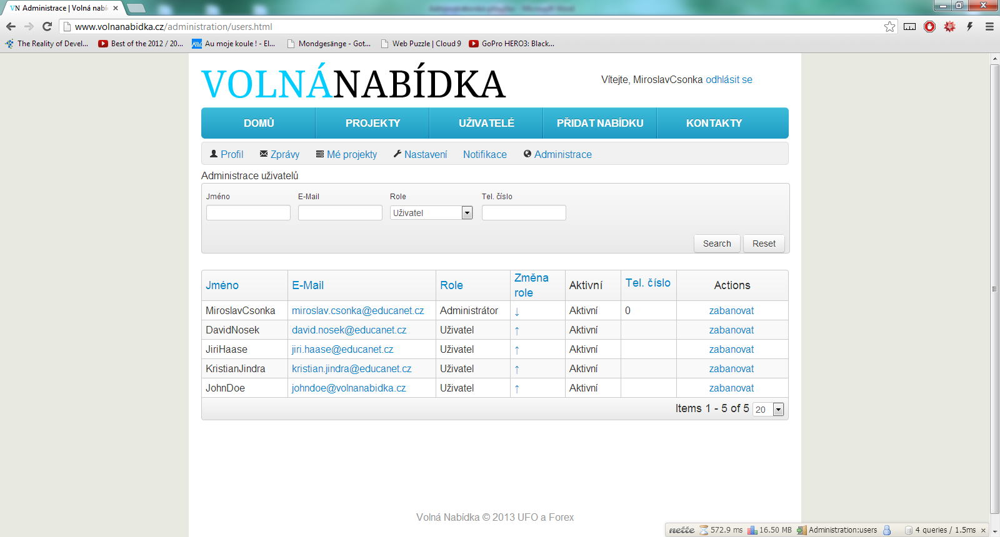 VN Administrace | Volná nabí
www.volnanabidka.cz/administration/users.html
The Reality of Devel... Best of the 2012 / 20... Au moje koule ! - El... Mondgesänge - Got... Web Puzzle | Cloud 9 GoPro HERO3: Black...
VOLNÁNABÍDKA
Vítejte, MiroslavCsonka odhlásit se
DOMŮ PROJEKTY UŽIVATELÉ PŘIDAT NABÍDKU KONTAKTY
Profil Zprávy Mé projekty Nastavení Notifikace Administrace
Administrace uživatelů
Jméno E-Mail Role Tel. číslo
Uživatel
Search Reset
Jméno E-Mail Role Změna role Aktivní Tel. číslo Actions
MiroslavCsonka miroslav.csonka@educanet.cz Administrátor ↓ Aktivní 0 zabanovat
DavidNosek david.nosek@educanet.cz Uživatel ↑ Aktivní zabanovat
JiriHaase jiri.haase@educanet.cz Uživatel ↑ Aktivní zabanovat
KristianJindra kristian.jindra@educanet.cz Uživatel ↑ Aktivní zabanovat
JohnDoe johndoe@volnanabidka.cz Uživatel ↑ Aktivní zabanovat
Items 1 - 5 of 5 20
Volná Nabídka © 2013 UFO a Forex
nette 572.9 ms 16.50 MB Administration:users 4 queries / 1.5ms ×